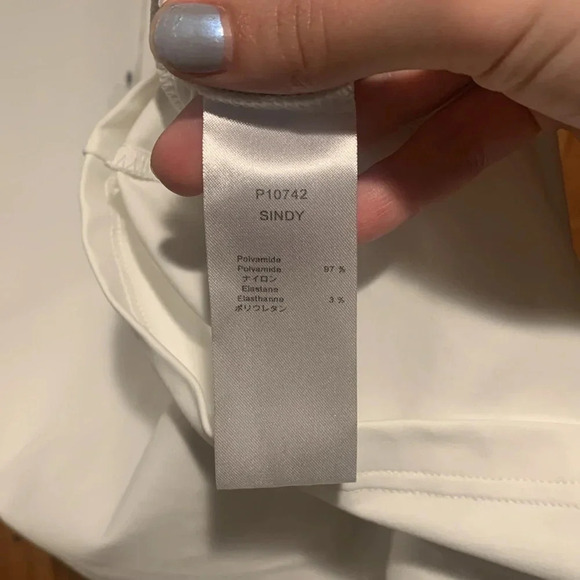 P10742
SINDY
Polyamide
Polyamide 97 %
ナイロン
Elastane
Elasthanne 3 %
ポリウレタン